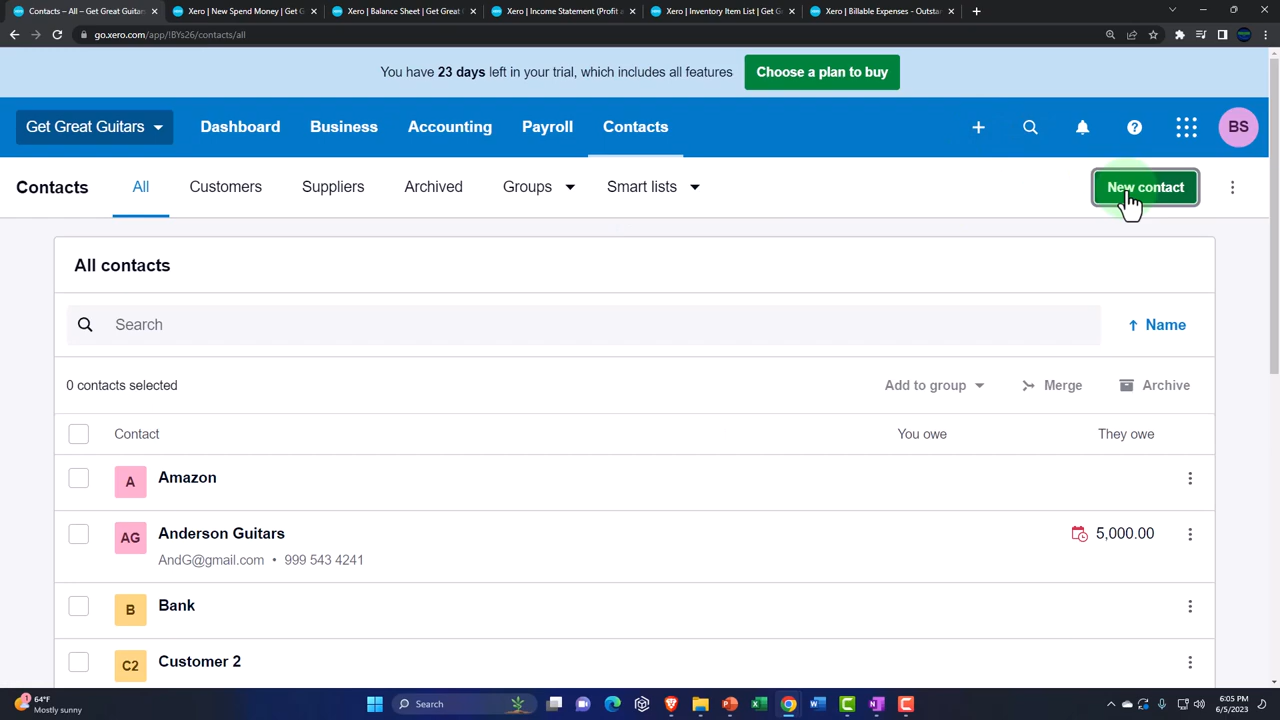 Contacts – All contacts
Xero | New Spend Money | Get G
Xero | Balance Sheet | Get Great
Xero | Income Statement (Profit a
Xero | Inventory Item List | Get G
Xero | Billable Expenses - Outsta
go.xero.com/app/!BYs26/contacts/all
You have 23 days left in your trial, which includes all features
Choose a plan to buy
Get Great Guitars
Dashboard
Business
Accounting
Payroll
Contacts
BS
Contacts
All
Customers
Suppliers
Archived
Groups
Smart lists
New contact
All contacts
Search
Name
0 contacts selected
Add to group
Merge
Archive
Contact
You owe
They owe
A
Amazon
AG
Anderson Guitars
5,000.00
AndG@gmail.com • 999 543 4241
B
Bank
C2
Customer 2
1
64°F
Mostly sunny
Search
6:05 PM
6/5/2023